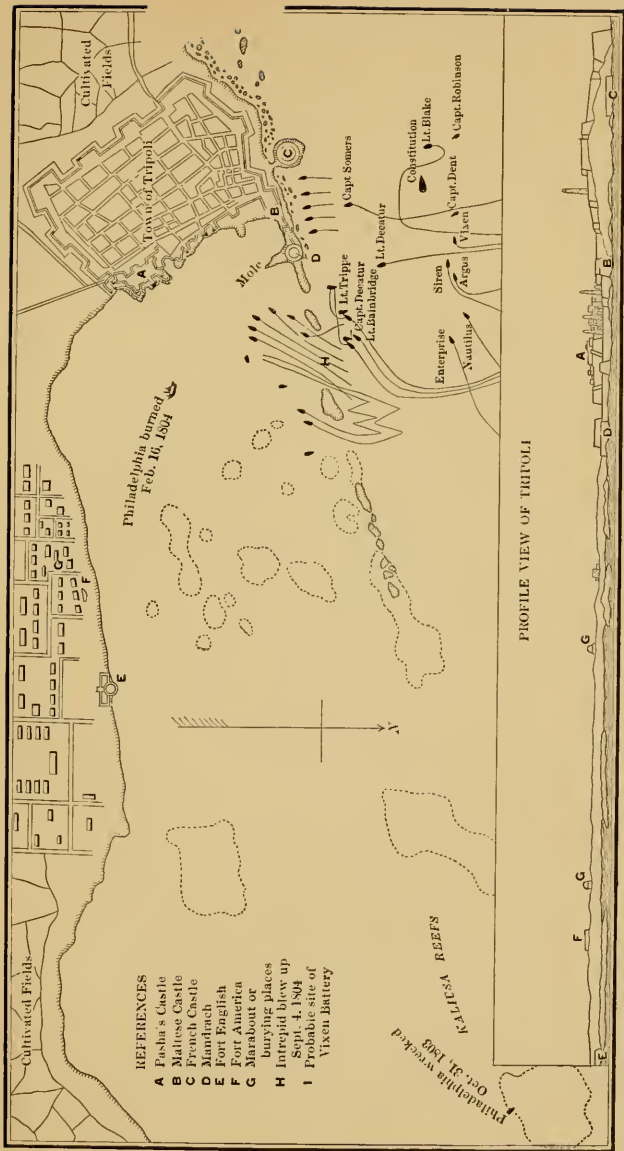 Cultivated
Fields
Town of Tripoli
A
B
C
Mole
D
Capt Somers
Constitution
Lt. Blake
Capt. Robinson
Capt. Dent
Vixen
Lt. Decatur
Siren
Argus
Lt. Trippe
Capt. Decatur
Lt. Bainbridge
Enterprise
Nautilus
H
Philadelphia burned
Feb. 16, 1804
G
F
E
N
Cultivated Fields
REFERENCES
A Pasha's Castle
B Maltese Castle
C French Castle
D Mandrach
E Fort English
F Fort America
G Marabout or
burying places
H Intrepid blew up
Sept. 4. 1804
I Probable site of
Vixen Battery
KALIUSA REEFS
Philadelphia wrecked
Oct. 31, 1803
PROFILE VIEW OF TRIPOLI
E
F
G
G
D
A
B
C